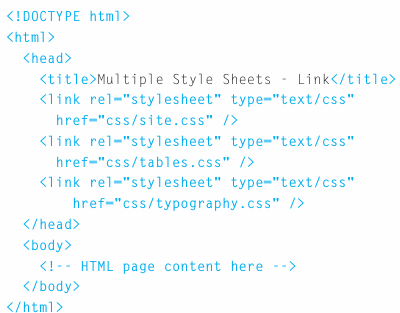 <!DOCTYPE html>
<html>
<head>
<title>Multiple Style Sheets - Link</title>
<link rel="stylesheet" type="text/css"
href="css/site.css" />
<link rel="stylesheet" type="text/css"
href="css/tables.css" />
<link rel="stylesheet" type="text/css"
href="css/typography.css" />
</head>
<body>
<!-- HTML page content here -->
</body>
</html>